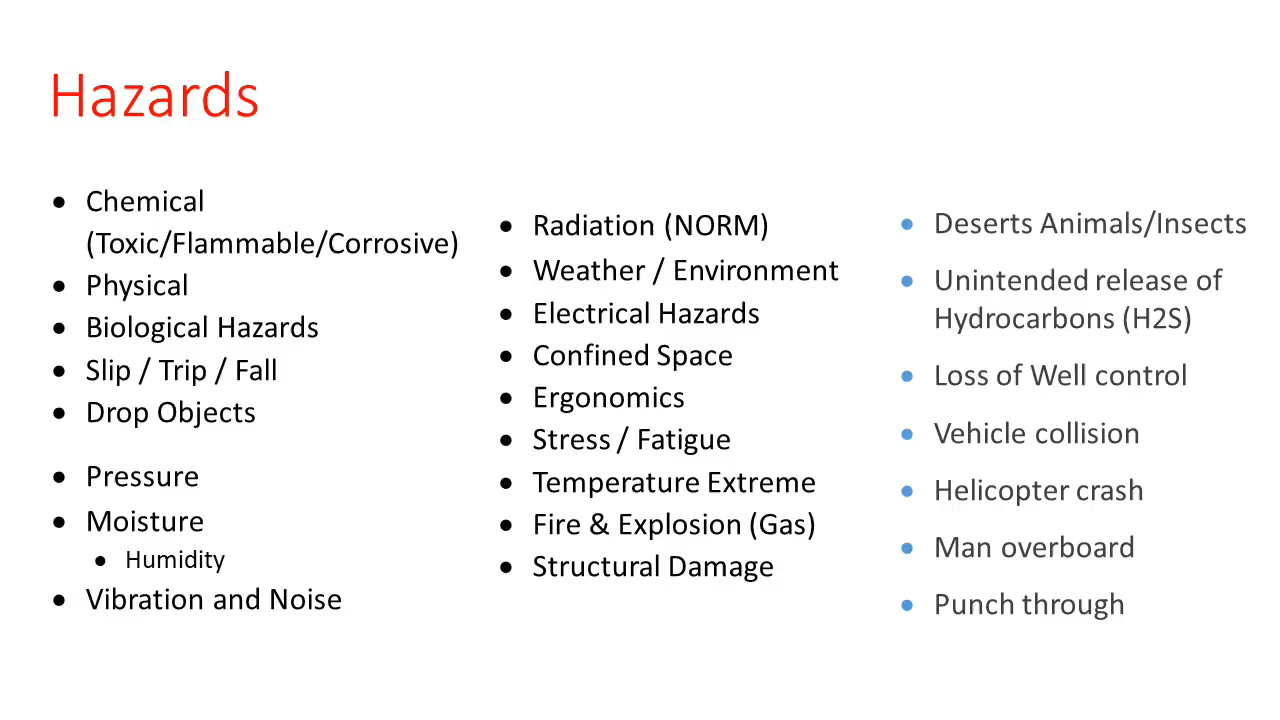 Hazards
• Chemical
(Toxic/Flammable/Corrosive)
• Physical
• Biological Hazards
• Slip / Trip / Fall
• Drop Objects
• Pressure
• Moisture
• Humidity
• Vibration and Noise
• Radiation (NORM)
• Weather / Environment
• Electrical Hazards
• Confined Space
• Ergonomics
• Stress / Fatigue
• Temperature Extreme
• Fire & Explosion (Gas)
• Structural Damage
• Deserts Animals/Insects
• Unintended release of
Hydrocarbons (H2S)
• Loss of Well control
• Vehicle collision
• Helicopter crash
• Man overboard
• Punch through